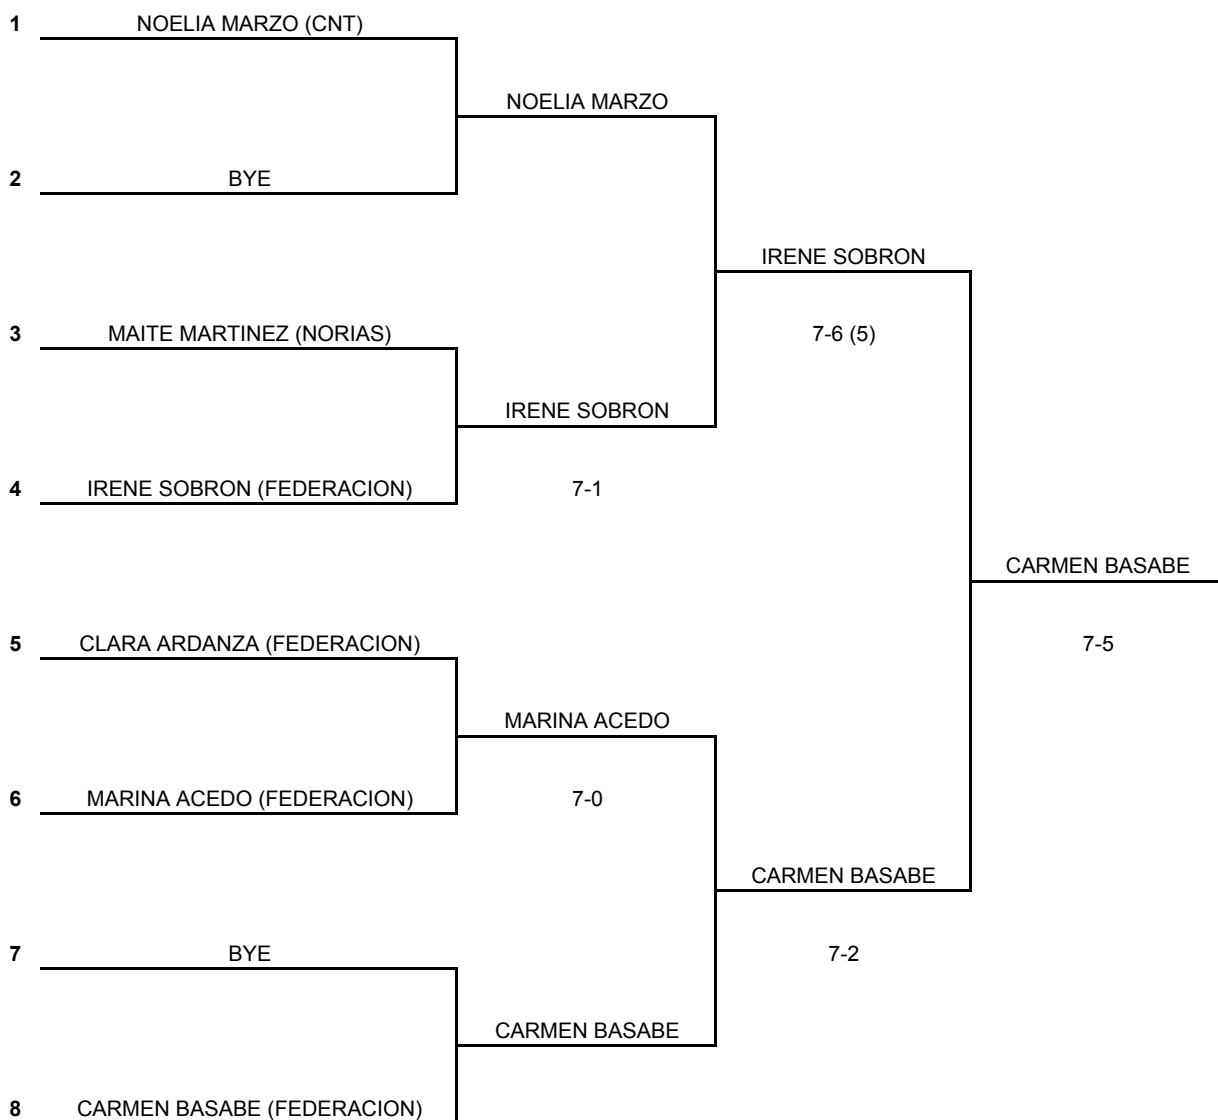 1 NOELIA MARZO (CNT)
NOELIA MARZO
2 BYE
IRENE SOBRON
3 MAITE MARTINEZ (NORIAS) 7-6 (5)
IRENE SOBRON
4 IRENE SOBRON (FEDERACION) 7-1
CARMEN BASABE
5 CLARA ARDANZA (FEDERACION) 7-5
MARINA ACEDO
6 MARINA ACEDO (FEDERACION) 7-0
CARMEN BASABE
7 BYE 7-2
CARMEN BASABE
8 CARMEN BASABE (FEDERACION)